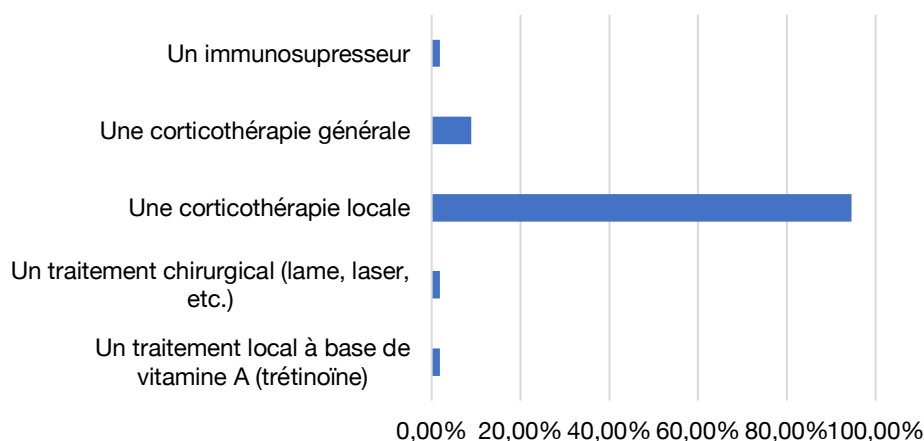 Un immunosupresseur
Une corticothérapie générale
Une corticothérapie locale
Un traitement chirurgical (lame, laser,
etc.)
Un traitement local à base de
vitamine A (trétinoïne)
0,00% 20,00% 40,00% 60,00% 80,00% 100,00%